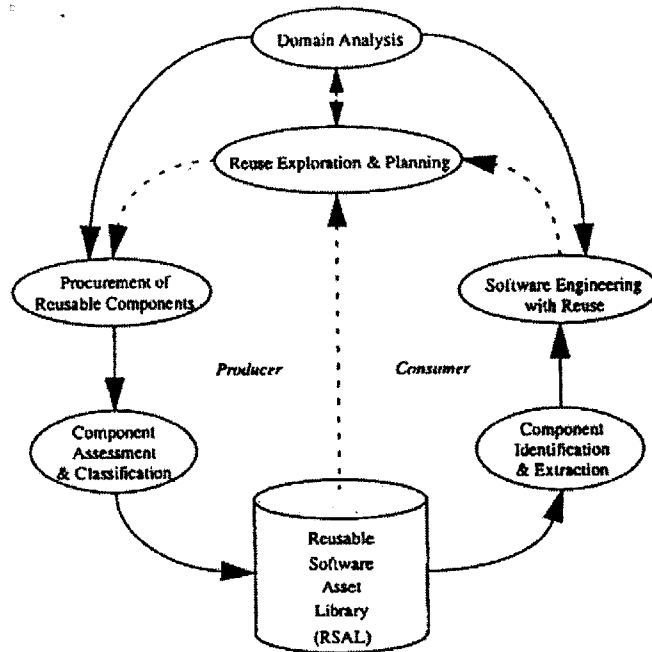 Domain Analysis
Reuse Exploration & Planning
Procurement of
Reusable Components
Software Engineering
with Reuse
Producer
Consumer
Component
Assessment
& Classification
Component
Identification
& Extraction
Reusable
Software
Asset
Library
(RSAL)